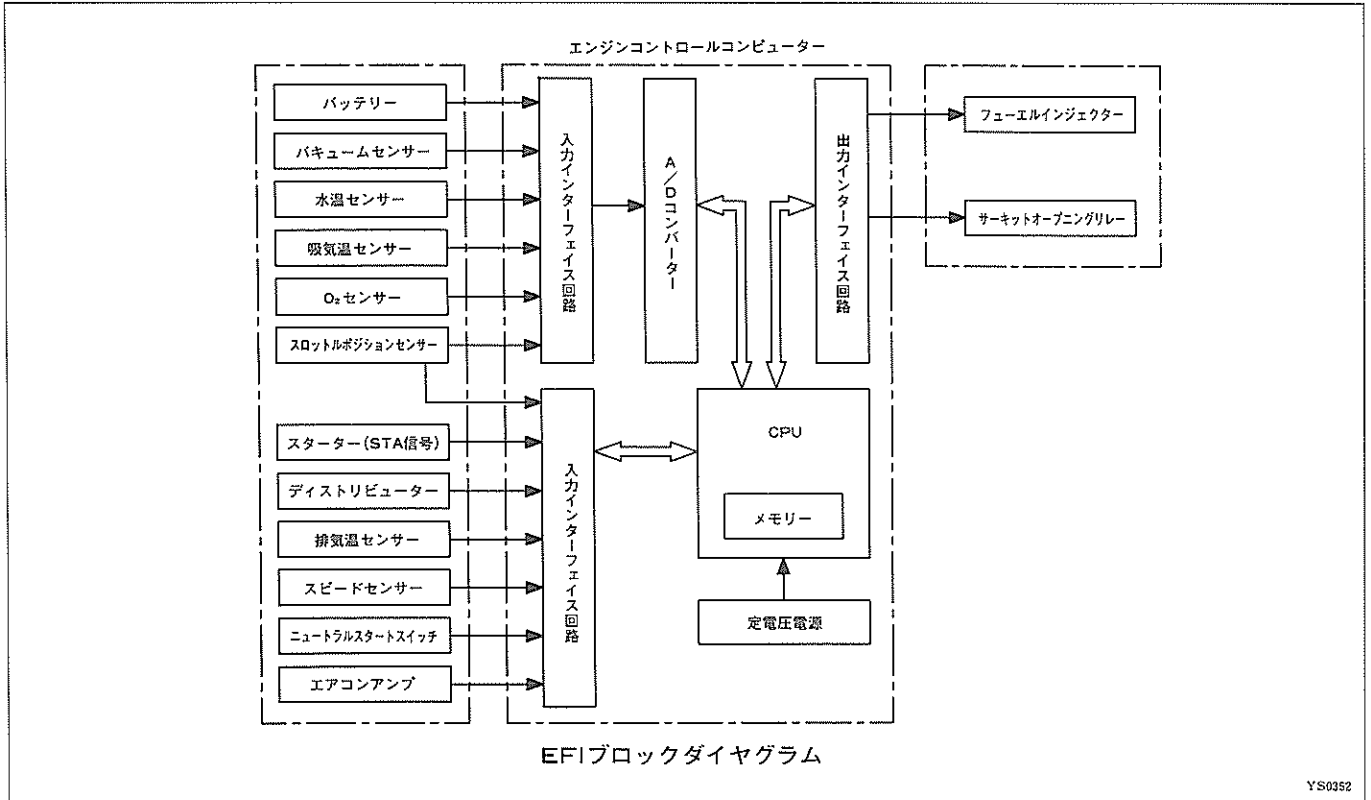 エンジンコントロールコンピューター
バッテリー
バキュームセンサー
水温センサー
吸気温センサー
O₂センサー
スロットルポジションセンサー
スターター(STA信号)
ディストリビューター
排気温センサー
スピードセンサー
ニュートラルスタートスイッチ
エアコンアンプ
入力インターフェイス回路
入力インターフェイス回路
A/Dコンバーター
出力インターフェイス回路
CPU
メモリー
定電圧電源
フューエルインジェクター
サーキットオープニングリレー
EFIブロックダイヤグラム
YS0352